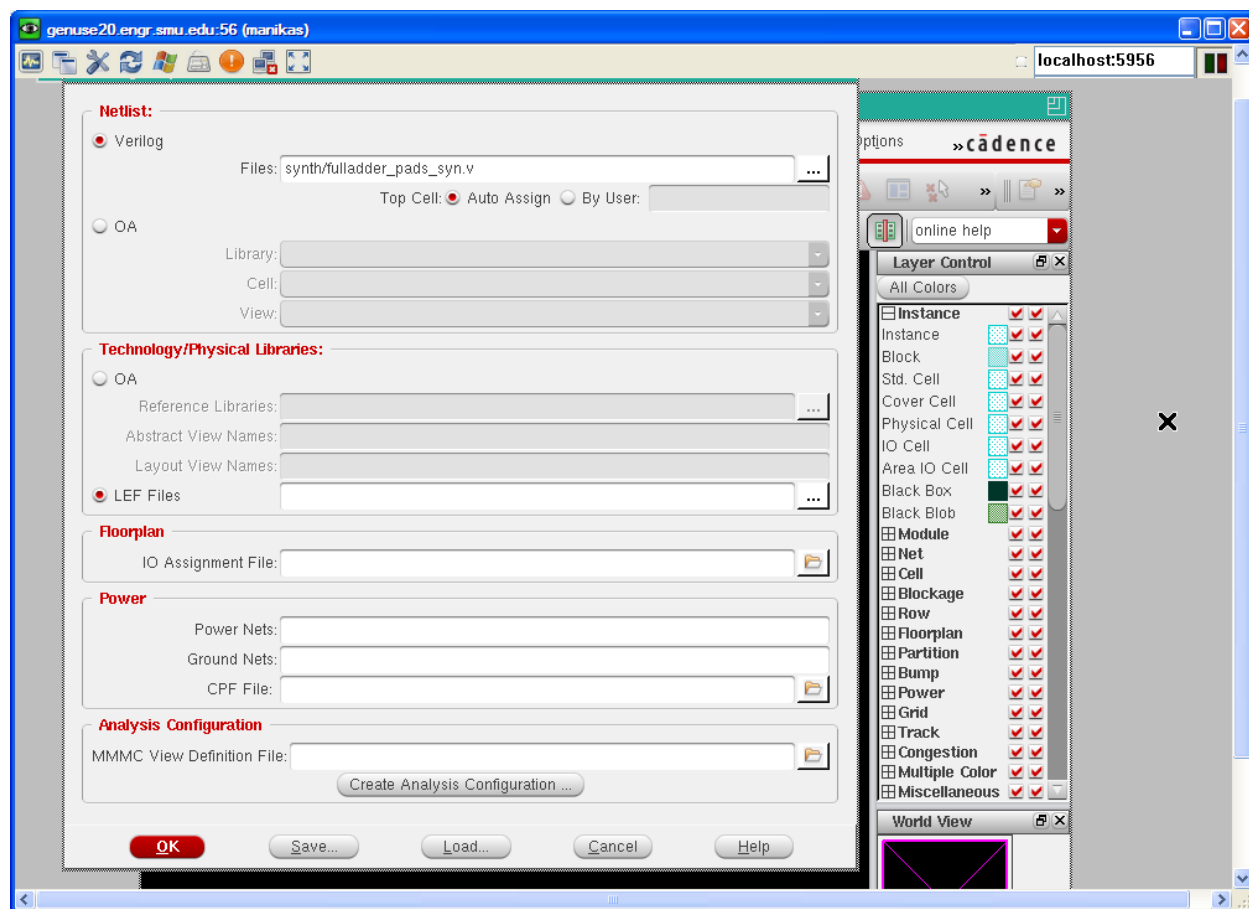 genuse20.engr.smu.edu:56 (manikas)
localhost:5956
Netlist:
Verilog
Files: synth/fulladder_pads_syn.v ...
Top Cell: Auto Assign By User:
OA
Library:
Cell:
View:
Technology/Physical Libraries:
OA
Reference Libraries: ...
Abstract View Names:
Layout View Names:
LEF Files ...
Floorplan
IO Assignment File:
Power
Power Nets:
Ground Nets:
CPF File:
Analysis Configuration
MMMC View Definition File:
Create Analysis Configuration ...
OK Save... Load... Cancel Help
ptions cādence
» »
online help
Layer Control
All Colors
Instance
Instance
Block
Std. Cell
Cover Cell
Physical Cell
IO Cell
Area IO Cell
Black Box
Black Blob
Module
Net
Cell
Blockage
Row
Floorplan
Partition
Bump
Power
Grid
Track
Congestion
Multiple Color
Miscellaneous
World View